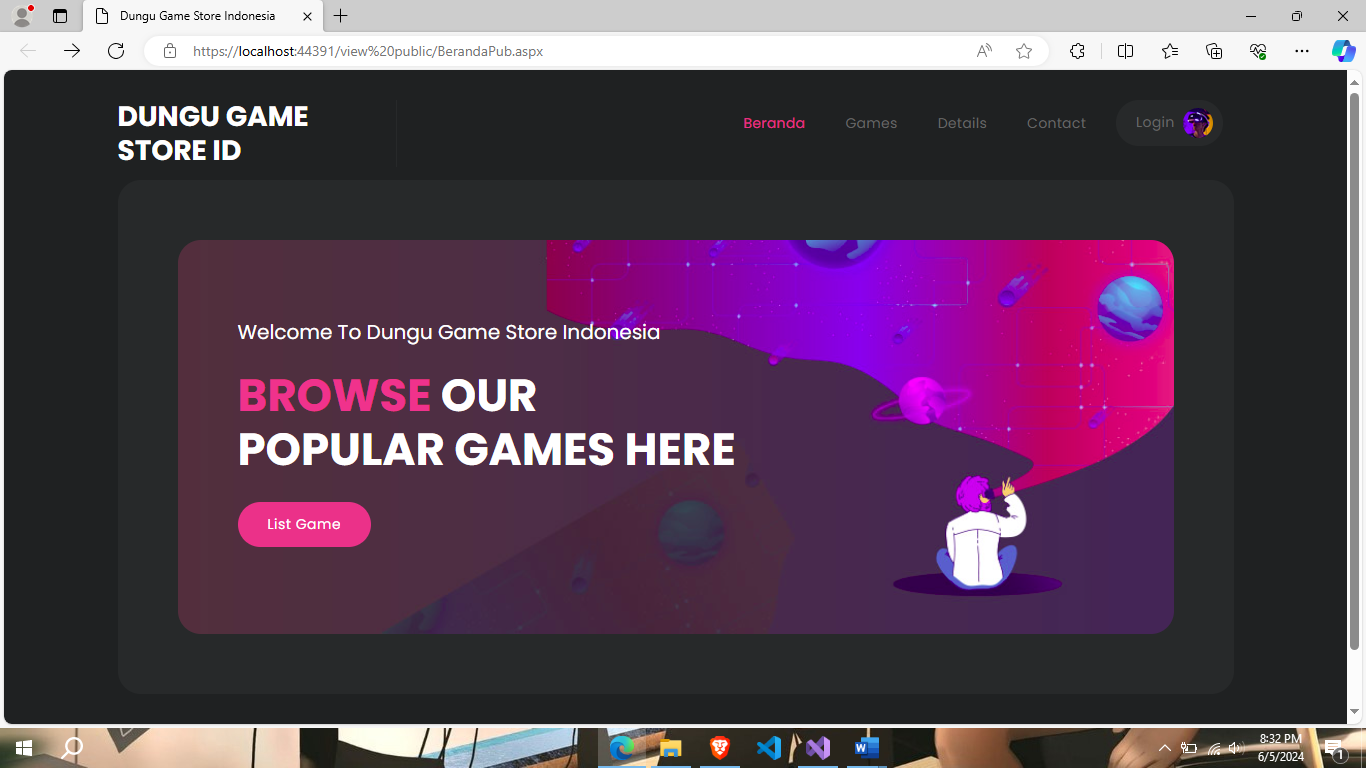 Dungu Game Store Indonesia
https://localhost:44391/view%20public/BerandaPub.aspx
DUNGU GAME
STORE ID
Beranda
Games
Details
Contact
Login
Welcome To Dungu Game Store Indonesia
BROWSE OUR
POPULAR GAMES HERE
List Game
8:32 PM
6/5/2024
1